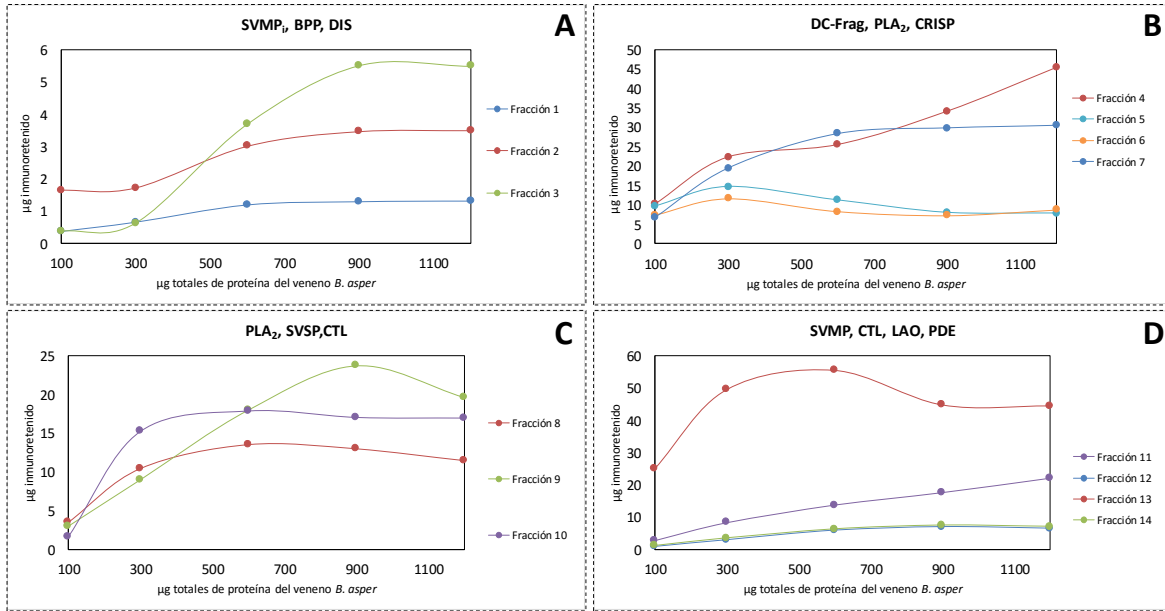 SVMPi, BPP, DIS
A
6
5
4
3
2
1
0
µg inmunoretenido
100 300 500 700 900 1100
µg totales de proteína del veneno B. asper
Fracción 1
Fracción 2
Fracción 3
DC-Frag, PLA2, CRISP
B
50
45
40
35
30
25
20
15
10
5
0
µg inmunoretenido
100 300 500 700 900 1100
µg totales de proteína del veneno B. asper
Fracción 4
Fracción 5
Fracción 6
Fracción 7
PLA2, SVSP,CTL
C
25
20
15
10
5
0
µg inmunoretenido
100 300 500 700 900 1100
µg totales de proteína del veneno B. asper
Fracción 8
Fracción 9
Fracción 10
SVMP, CTL, LAO, PDE
D
60
50
40
30
20
10
0
µg inmunoretenido
100 300 500 700 900 1100
µg totales de proteína del veneno B. asper
Fracción 11
Fracción 12
Fracción 13
Fracción 14